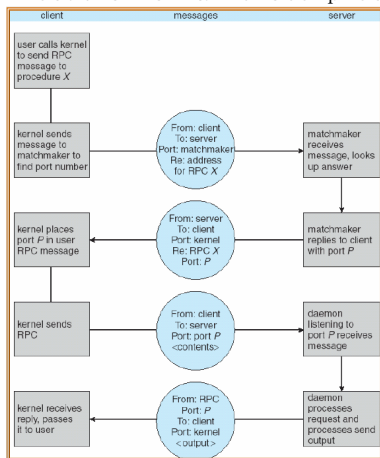 client messages server
user calls kernel
to send RPC
message to
procedure X
kernel sends
message to
matchmaker to
find port number
From: client
To: server
Port: matchmaker
Re: address
for RPC X
matchmaker
receives
message, looks
up answer
kernel places
port P in user
RPC message
From: server
To: client
Port: kernel
Re: RPC X
Port: P
matchmaker
replies to client
with port P
kernel sends
RPC
From: client
To: server
Port: port P
<contents>
daemon
listening to
port P receives
message
kernel receives
reply, passes
it to user
From: RPC
Port: P
To: client
Port: kernel
<output>
daemon
processes
request and
processes send
output